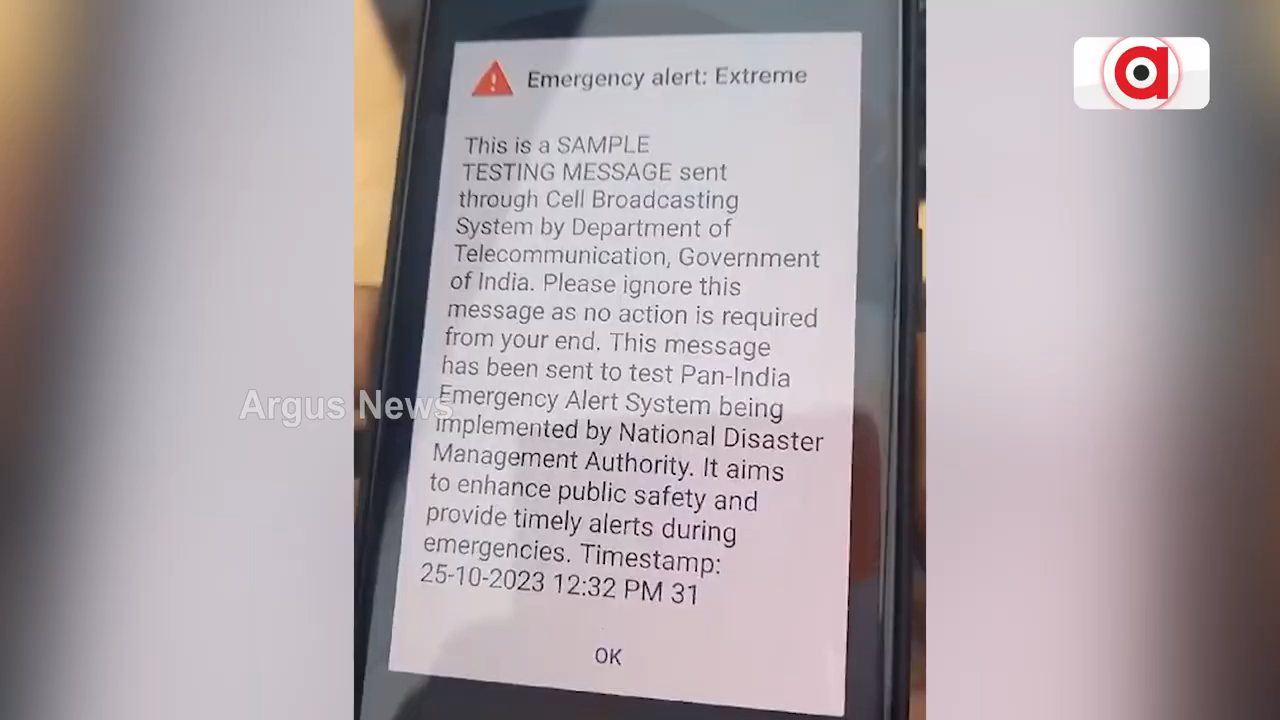 Emergency alert: Extreme
This is a SAMPLE
TESTING MESSAGE sent
through Cell Broadcasting
System by Department of
Telecommunication, Government
of India. Please ignore this
message as no action is required
from your end. This message
has been sent to test Pan-India
Emergency Alert System being
implemented by National Disaster
Management Authority. It aims
to enhance public safety and
provide timely alerts during
emergencies. Timestamp:
25-10-2023 12:32 PM 31
OK
Argus News
a